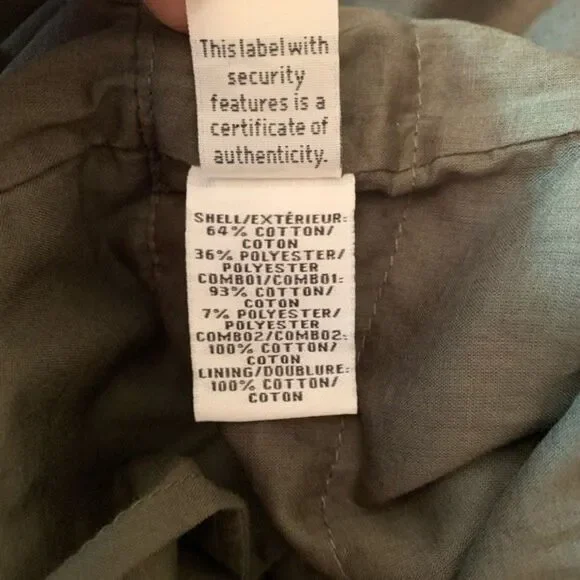 This label with
security
features is a
certificate of
authenticity.
SHELL/EXTÉRIEUR:
64% COTTON/
COTON
36% POLYESTER/
POLYESTER
COMBO1/COMBO1:
93% COTTON/
COTON
7% POLYESTER/
POLYESTER
COMBO2/COMBO2:
100% COTTON/
COTON
LINING/DOUBLURE:
100% COTTON/
COTON